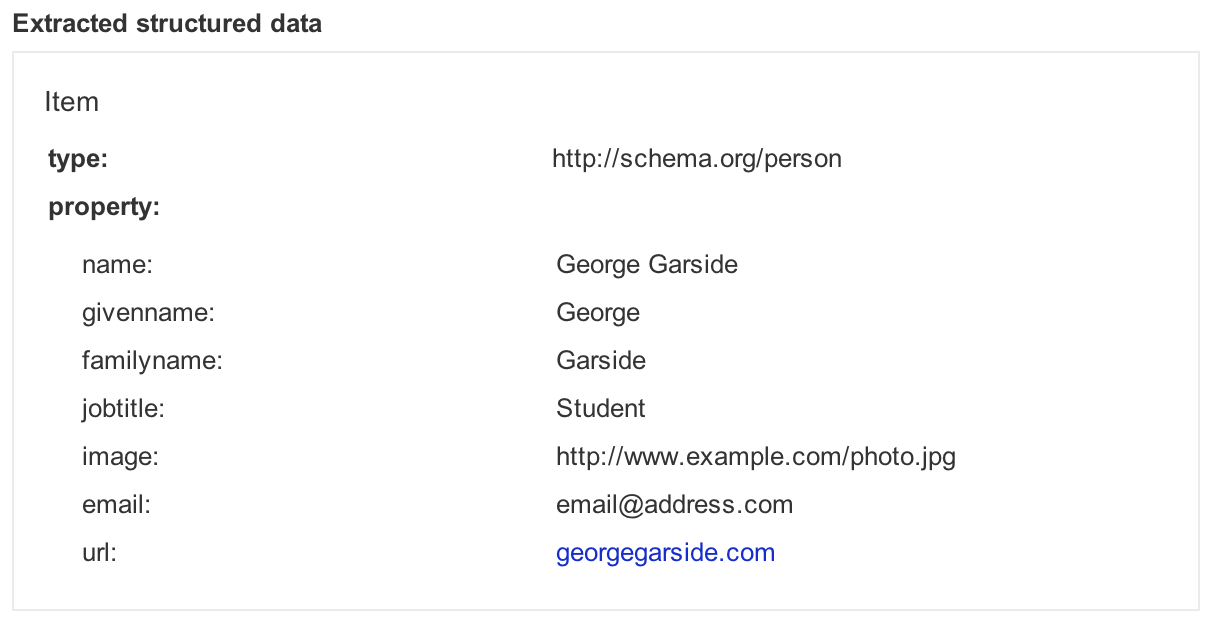 Extracted structured data
Item
type: http://schema.org/person
property:
name: George Garside
givenname: George
familyname: Garside
jobtitle: Student
image: http://www.example.com/photo.jpg
email: email@address.com
url: georgegarside.com